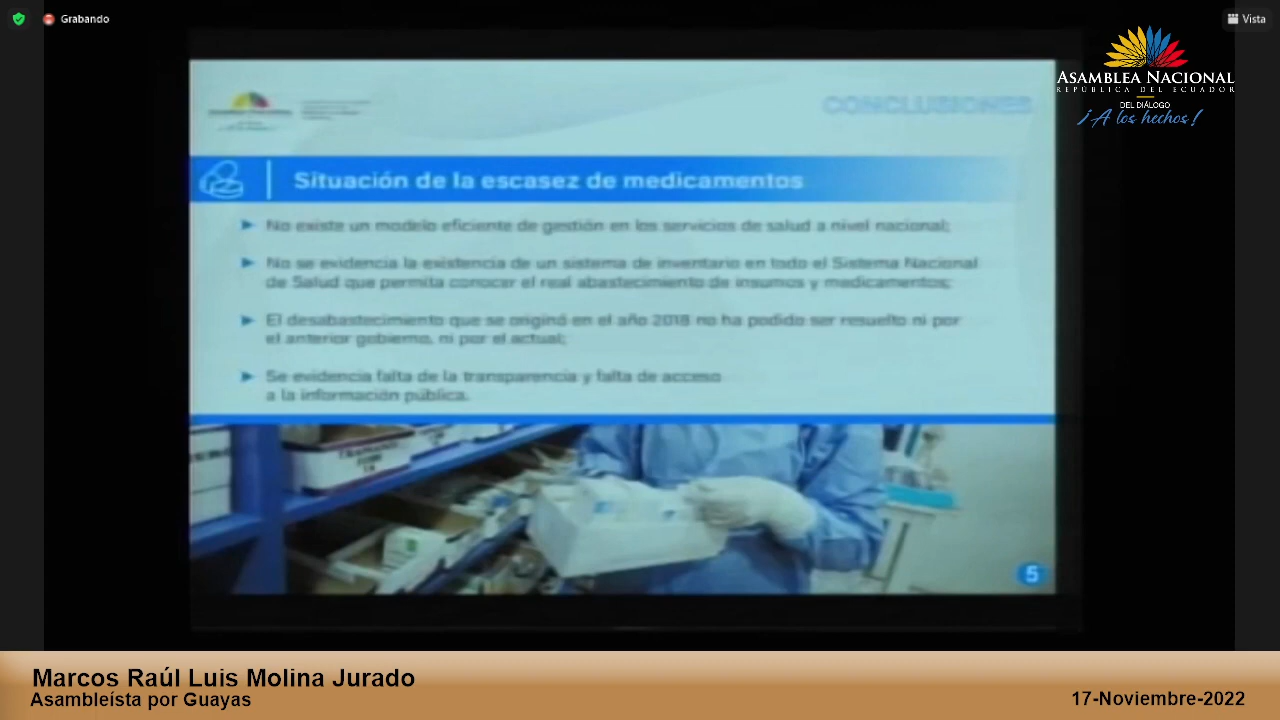 Grabando
Vista
ASAMBLEA NACIONAL
REPÚBLICA DEL ECUADOR
DEL DIÁLOGO
¡A los hechos!
CONCLUSIONES
Situación de la escasez de medicamentos
No existe un modelo eficiente de gestión en los servicios de salud a nivel nacional;
No se evidencia la existencia de un sistema de inventario en todo el Sistema Nacional
de Salud que permita conocer el real abastecimiento de insumos y medicamentos;
El desabastecimiento que se originó en el año 2018 no ha podido ser resuelto ni por
el anterior gobierno, ni por el actual;
Se evidencia falta de la transparencia y falta de acceso
a la información pública.
5
Marcos Raúl Luis Molina Jurado
Asambleísta por Guayas
17-Noviembre-2022